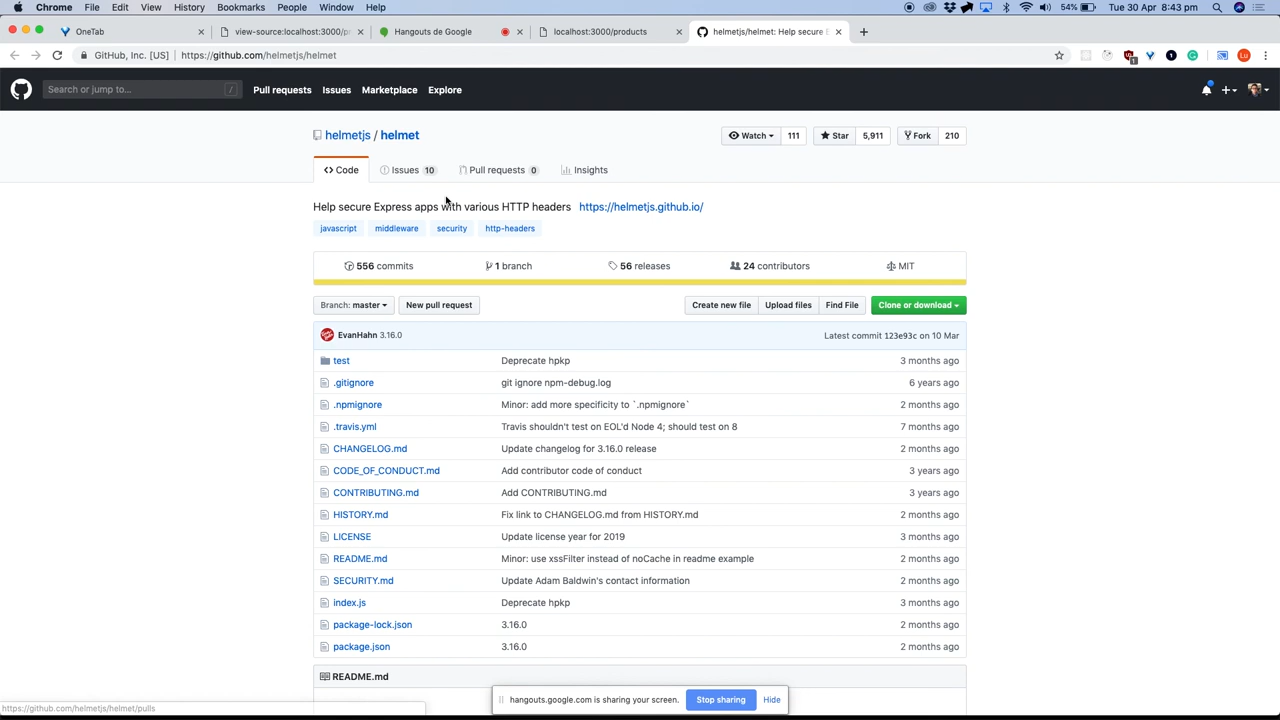 Chrome File Edit View History Bookmarks People Window Help 54% Tue 30 Apr 8:43 pm
OneTab view-source:localhost:3000/p Hangouts de Google localhost:3000/products helmetjs/helmet: Help secure
GitHub, Inc. [US] https://github.com/helmetjs/helmet
Search or jump to... / Pull requests Issues Marketplace Explore
helmetjs / helmet Watch 111 Star 5,911 Fork 210
Code Issues 10 Pull requests 0 Insights
Help secure Express apps with various HTTP headers https://helmetjs.github.io/
javascript middleware security http-headers
556 commits 1 branch 56 releases 24 contributors MIT
Branch: master New pull request Create new file Upload files Find File Clone or download
EvanHahn 3.16.0 Latest commit 123e93c on 10 Mar
test Deprecate hpkp 3 months ago
.gitignore git ignore npm-debug.log 6 years ago
.npmignore Minor: add more specificity to `.npmignore` 2 months ago
.travis.yml Travis shouldn't test on EOL'd Node 4; should test on 8 7 months ago
CHANGELOG.md Update changelog for 3.16.0 release 2 months ago
CODE_OF_CONDUCT.md Add contributor code of conduct 3 years ago
CONTRIBUTING.md Add CONTRIBUTING.md 3 years ago
HISTORY.md Fix link to CHANGELOG.md from HISTORY.md 2 months ago
LICENSE Update license year for 2019 3 months ago
README.md Minor: use xssFilter instead of noCache in readme example 2 months ago
SECURITY.md Update Adam Baldwin's contact information 2 months ago
index.js Deprecate hpkp 3 months ago
package-lock.json 3.16.0 2 months ago
package.json 3.16.0 2 months ago
README.md
hangouts.google.com is sharing your screen. Stop sharing Hide
https://github.com/helmetjs/helmet/pulls